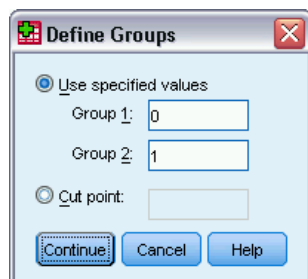 Define Groups
Use specified values
Group 1: 0
Group 2: 1
Cut point:
Continue Cancel Help